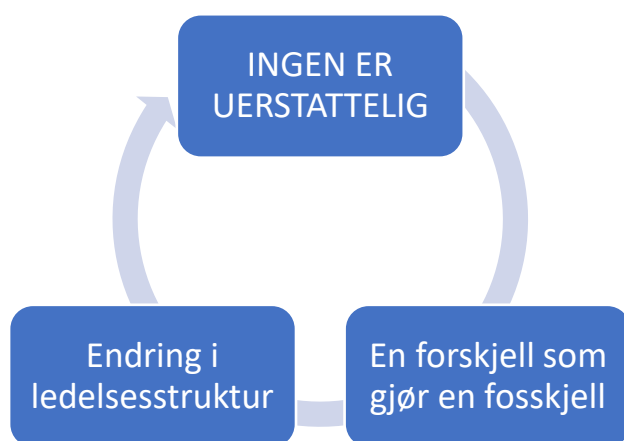 INGEN ER
UERSTATTELIG
Endring i
ledelsesstruktur
En forskjell som
gjør en fosskjell